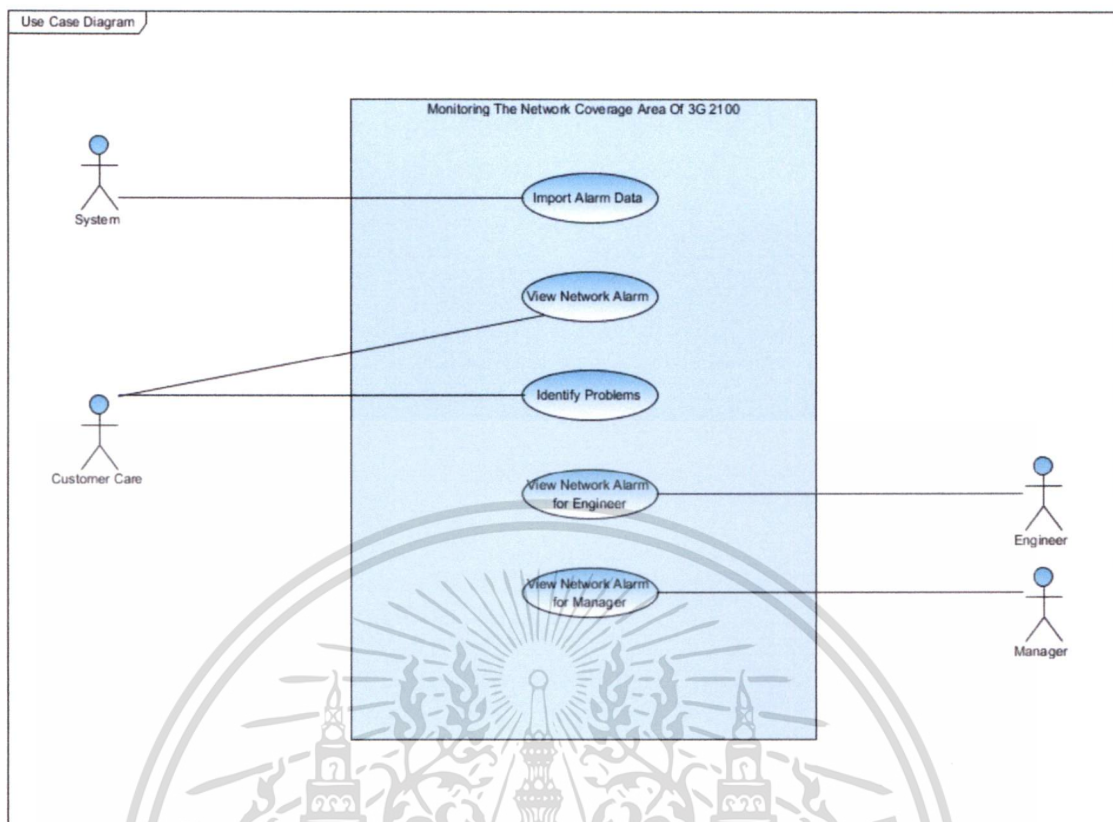 Use Case Diagram
Monitoring The Network Coverage Area Of 3G 2100
System
Import Alarm Data
View Network Alarm
Identify Problems
Customer Care
View Network Alarm
for Engineer
Engineer
View Network Alarm
for Manager
Manager